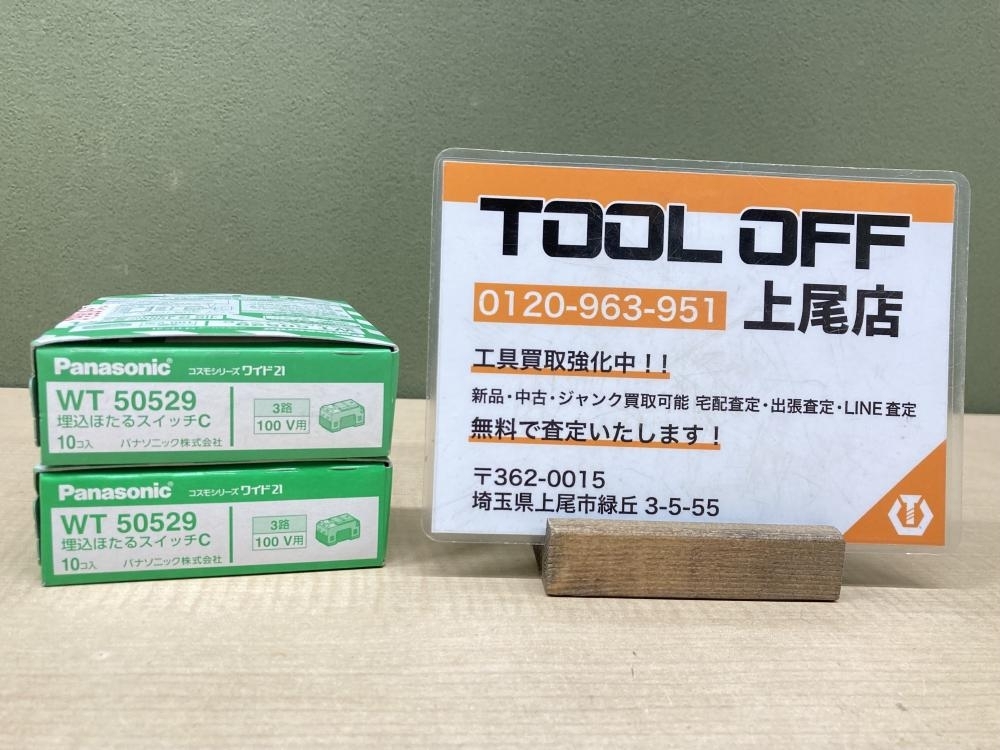 Panasonic コスモシリーズ ワイド21
WT 50529
埋込ほたるスイッチC
10コ入 パナソニック株式会社
3路
100 V用
Panasonic コスモシリーズ ワイド21
WT 50529
埋込ほたるスイッチC
10コ入 パナソニック株式会社
3路
100 V用
TOOL OFF
0120-963-951 上尾店
工具買取強化中！！
新品・中古・ジャンク買取可能 宅配査定・出張査定・LINE査定
無料で査定いたします！
〒362-0015
埼玉県上尾市緑丘 3-5-55